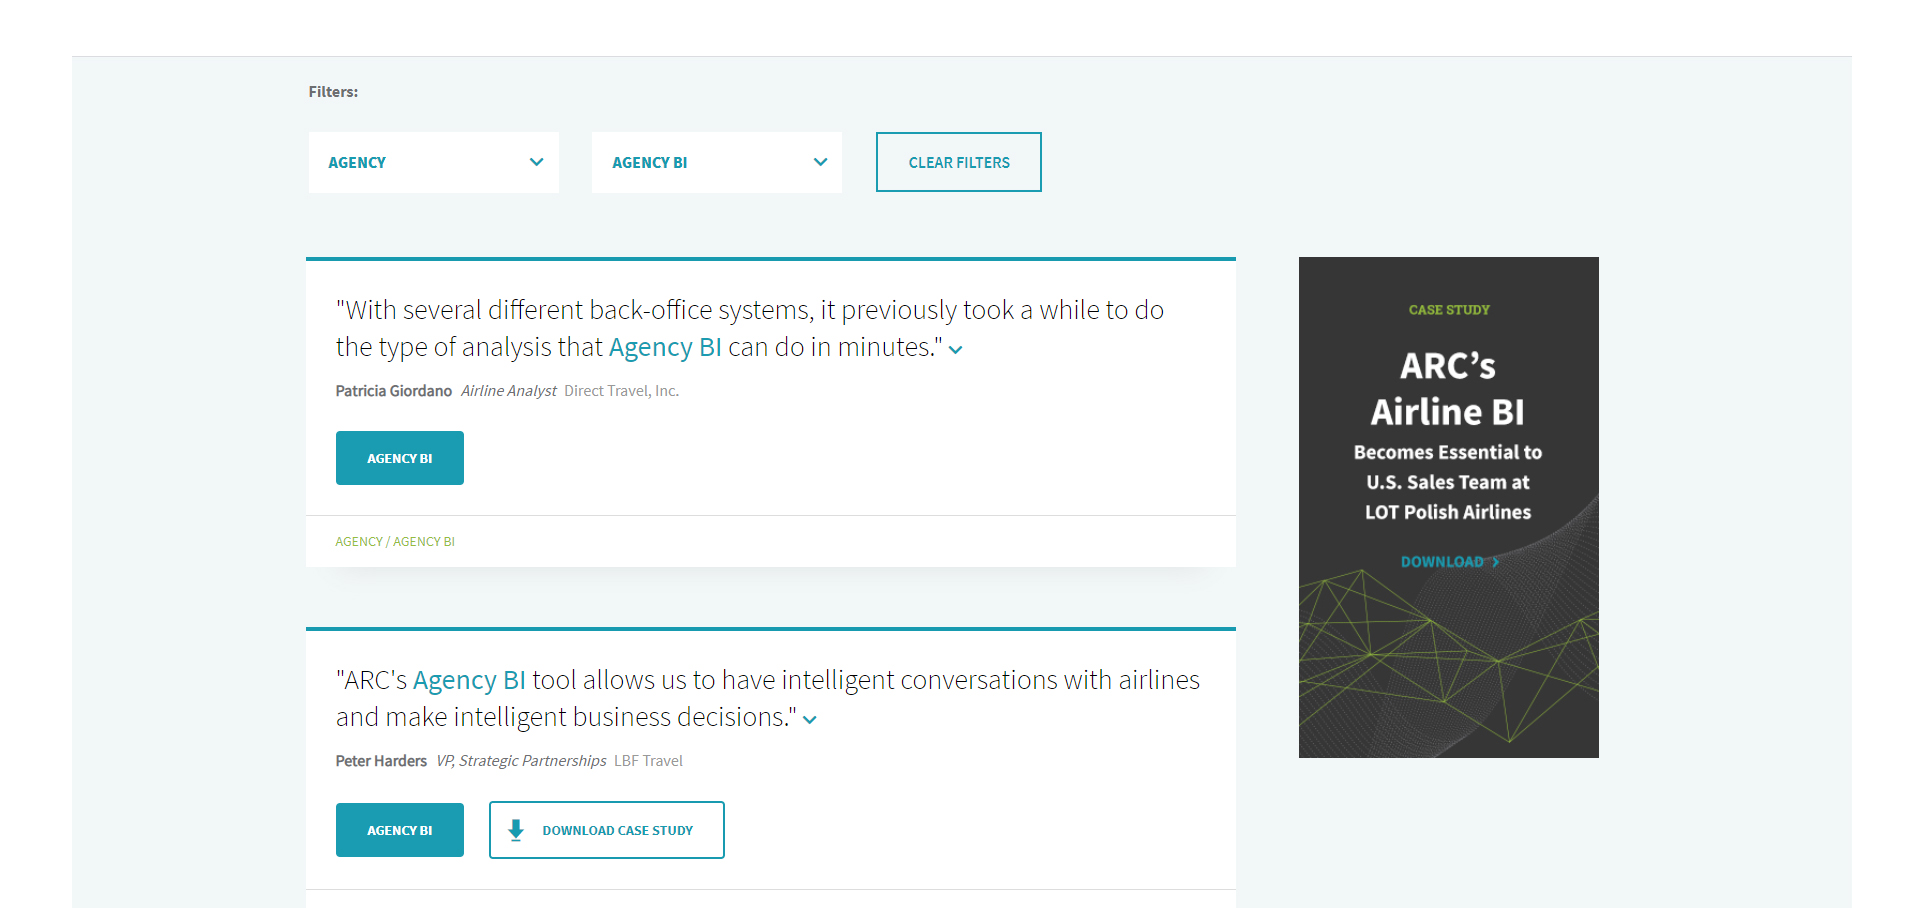 Filters:
AGENCY
AGENCY BI
CLEAR FILTERS
"With several different back-office systems, it previously took a while to do
the type of analysis that Agency BI can do in minutes."
Patricia Giordano Airline Analyst Direct Travel, Inc.
AGENCY BI
AGENCY / AGENCY BI
"ARC's Agency BI tool allows us to have intelligent conversations with airlines
and make intelligent business decisions."
Peter Harders VP, Strategic Partnerships LBF Travel
AGENCY BI
DOWNLOAD CASE STUDY
CASE STUDY
ARC’s
Airline BI
Becomes Essential to
U.S. Sales Team at
LOT Polish Airlines
DOWNLOAD